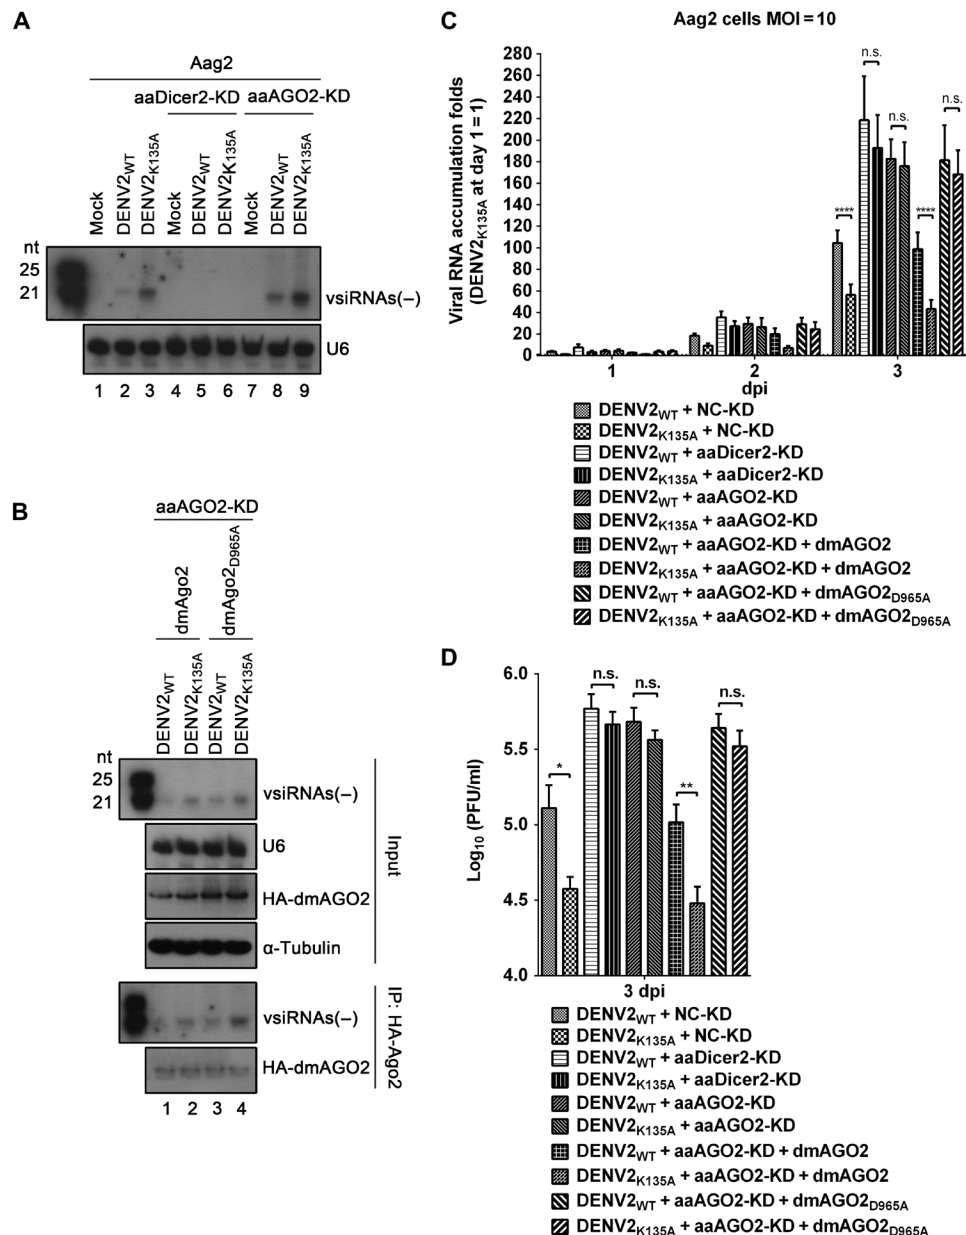 A
Aag2
aaDicer2-KD aaAGO2-KD
Mock
DENV2WT
DENV2K135A
Mock
DENV2WT
DENV2K135A
Mock
DENV2WT
DENV2K135A
nt
25
21
vsiRNAs(–)
U6
1 2 3 4 5 6 7 8 9
B
aaAGO2-KD
dmAgo2
dmAgo2D965A
DENV2WT
DENV2K135A
DENV2WT
DENV2K135A
nt
25
21
vsiRNAs(–)
U6
HA-dmAGO2
α-Tubulin
Input
vsiRNAs(–)
HA-dmAGO2
IP: HA-Ago2
1 2 3 4
C
Aag2 cells MOI = 10
Viral RNA accumulation folds
(DENV2K135A at day 1 = 1)
280
260
240
220
200
180
160
140
120
100
80
60
40
20
0
****
n.s.
n.s.
****
n.s.
1 2 3
dpi
DENV2WT + NC-KD
DENV2K135A + NC-KD
DENV2WT + aaDicer2-KD
DENV2K135A + aaDicer2-KD
DENV2WT + aaAGO2-KD
DENV2K135A + aaAGO2-KD
DENV2WT + aaAGO2-KD + dmAGO2
DENV2K135A + aaAGO2-KD + dmAGO2
DENV2WT + aaAGO2-KD + dmAGO2D965A
DENV2K135A + aaAGO2-KD + dmAGO2D965A
D
Log10 (PFU/ml)
6.0
5.5
5.0
4.5
4.0
*
n.s.
n.s.
**
n.s.
3 dpi
DENV2WT + NC-KD
DENV2K135A + NC-KD
DENV2WT + aaDicer2-KD
DENV2K135A + aaDicer2-KD
DENV2WT + aaAGO2-KD
DENV2K135A + aaAGO2-KD
DENV2WT + aaAGO2-KD + dmAGO2
DENV2K135A + aaAGO2-KD + dmAGO2
DENV2WT + aaAGO2-KD + dmAGO2D965A
DENV2K135A + aaAGO2-KD + dmAGO2D965A